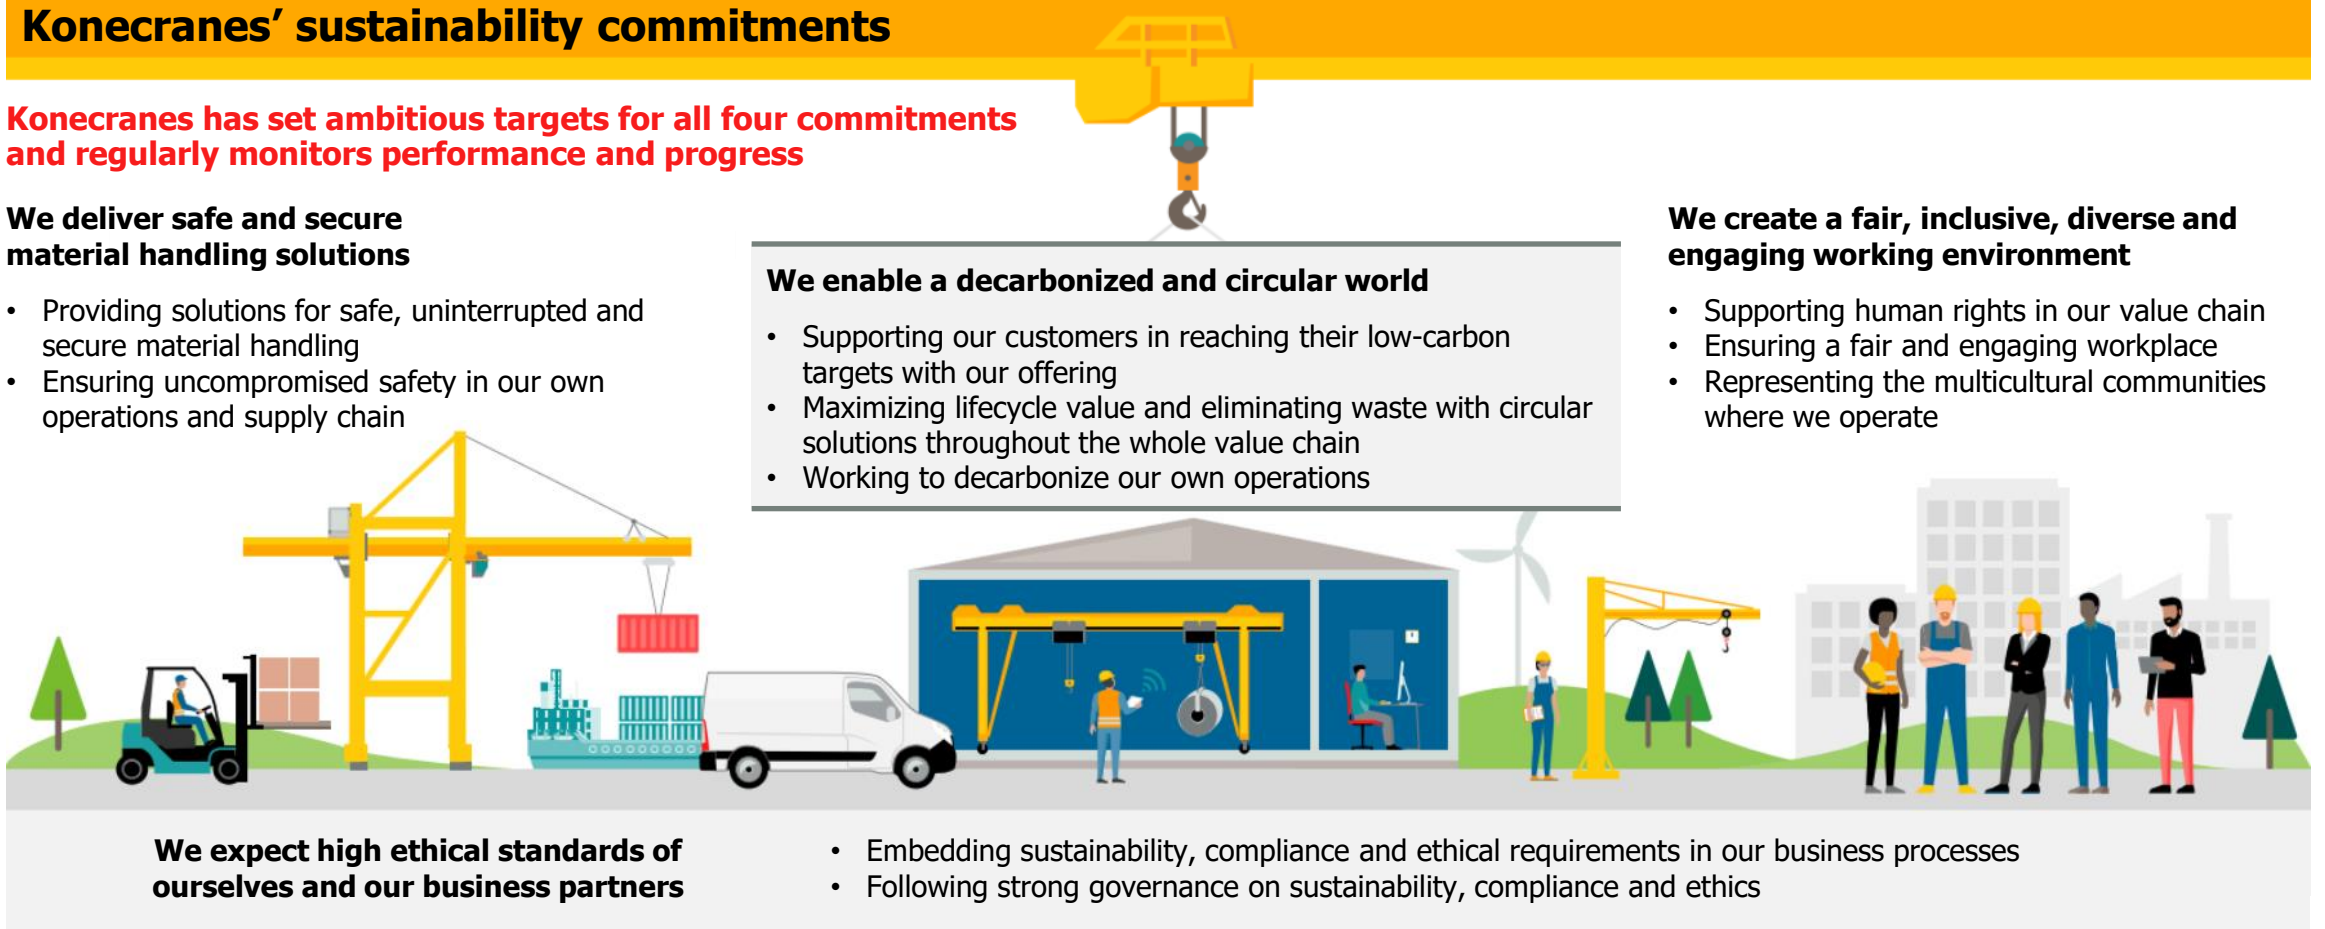 Konecranes’ sustainability commitments
Konecranes has set ambitious targets for all four commitments
and regularly monitors performance and progress
We deliver safe and secure
material handling solutions
• Providing solutions for safe, uninterrupted and
secure material handling
• Ensuring uncompromised safety in our own
operations and supply chain
We enable a decarbonized and circular world
• Supporting our customers in reaching their low-carbon
targets with our offering
• Maximizing lifecycle value and eliminating waste with circular
solutions throughout the whole value chain
• Working to decarbonize our own operations
We create a fair, inclusive, diverse and
engaging working environment
• Supporting human rights in our value chain
• Ensuring a fair and engaging workplace
• Representing the multicultural communities
where we operate
We expect high ethical standards of
ourselves and our business partners
• Embedding sustainability, compliance and ethical requirements in our business processes
• Following strong governance on sustainability, compliance and ethics